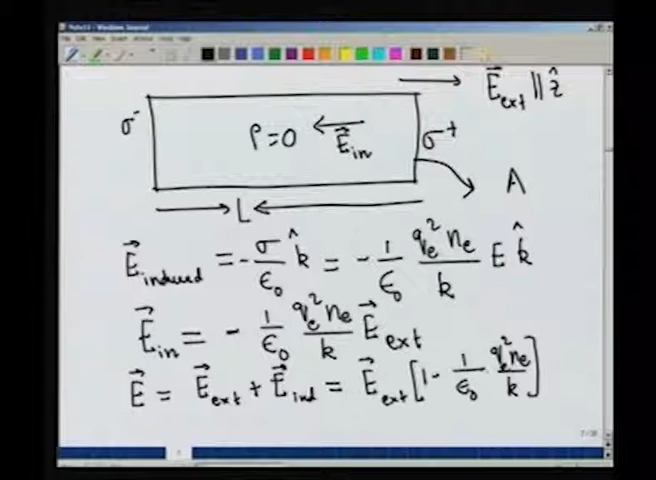 E⃗ext ∥ ẑ
σ⁻ ρ=0 E⃗in σ⁺
L A
E⃗induced = -σ/ϵ₀ k̂ = -1/ϵ₀ qe²ne/k E k̂
E⃗in = -1/ϵ₀ qe²ne/k E⃗ext
E⃗ = E⃗ext + E⃗ind = E⃗ext [1 - 1/ϵ₀ qe²ne/k]